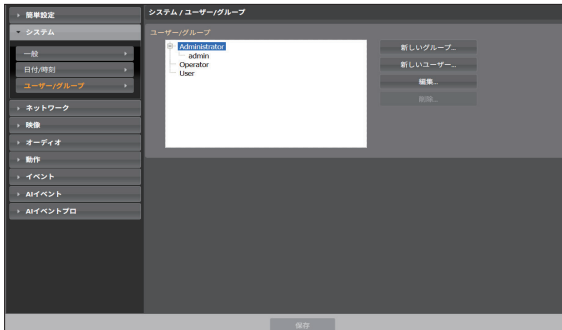 簡単設定
システム
一般
日付/時刻
ユーザー/グループ
ネットワーク
映像
オーディオ
動作
イベント
AIイベント
AIイベントプロ
システム / ユーザー/グループ
ユーザー/グループ
Administrator
admin
Operator
User
新しいグループ...
新しいユーザー...
編集...
削除...
保存